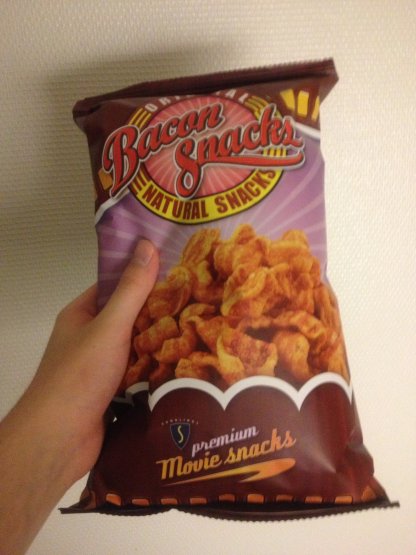 ORIGINAL
Bacon
Snacks
NATURAL SNACKS
S
premium
Movie snacks